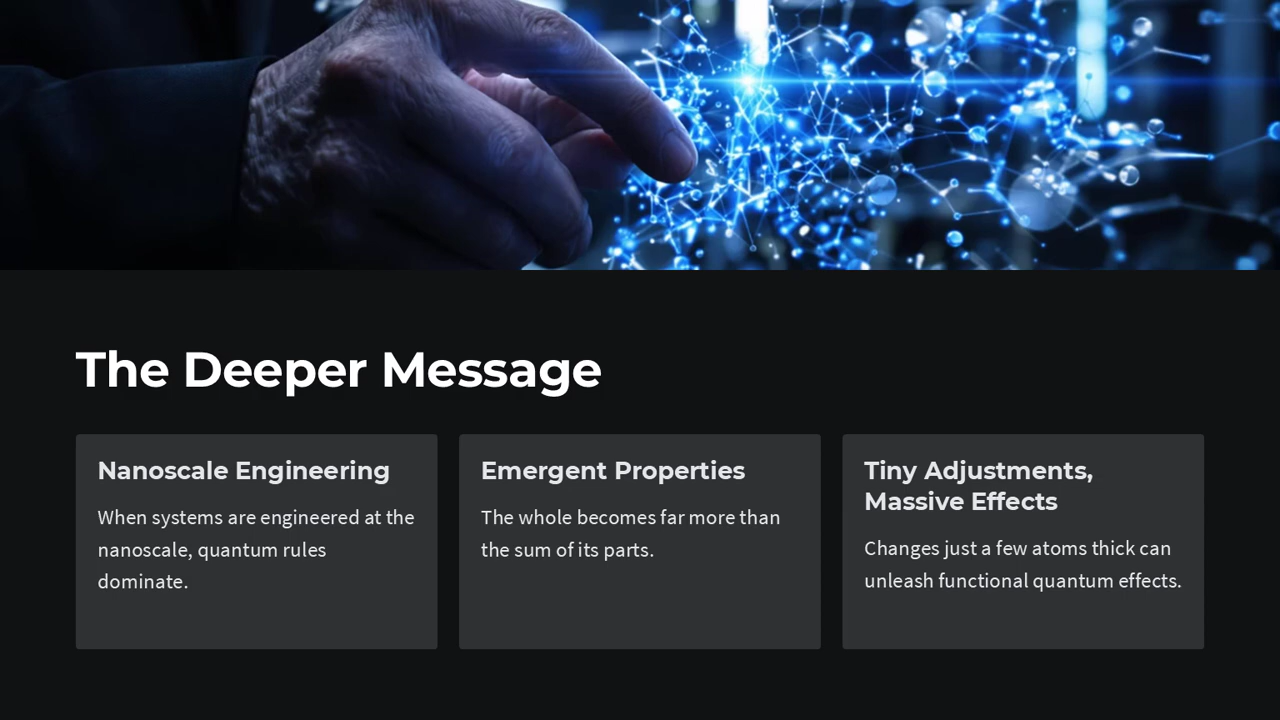 The Deeper Message
Nanoscale Engineering
When systems are engineered at the
nanoscale, quantum rules
dominate.
Emergent Properties
The whole becomes far more than
the sum of its parts.
Tiny Adjustments,
Massive Effects
Changes just a few atoms thick can
unleash functional quantum effects.